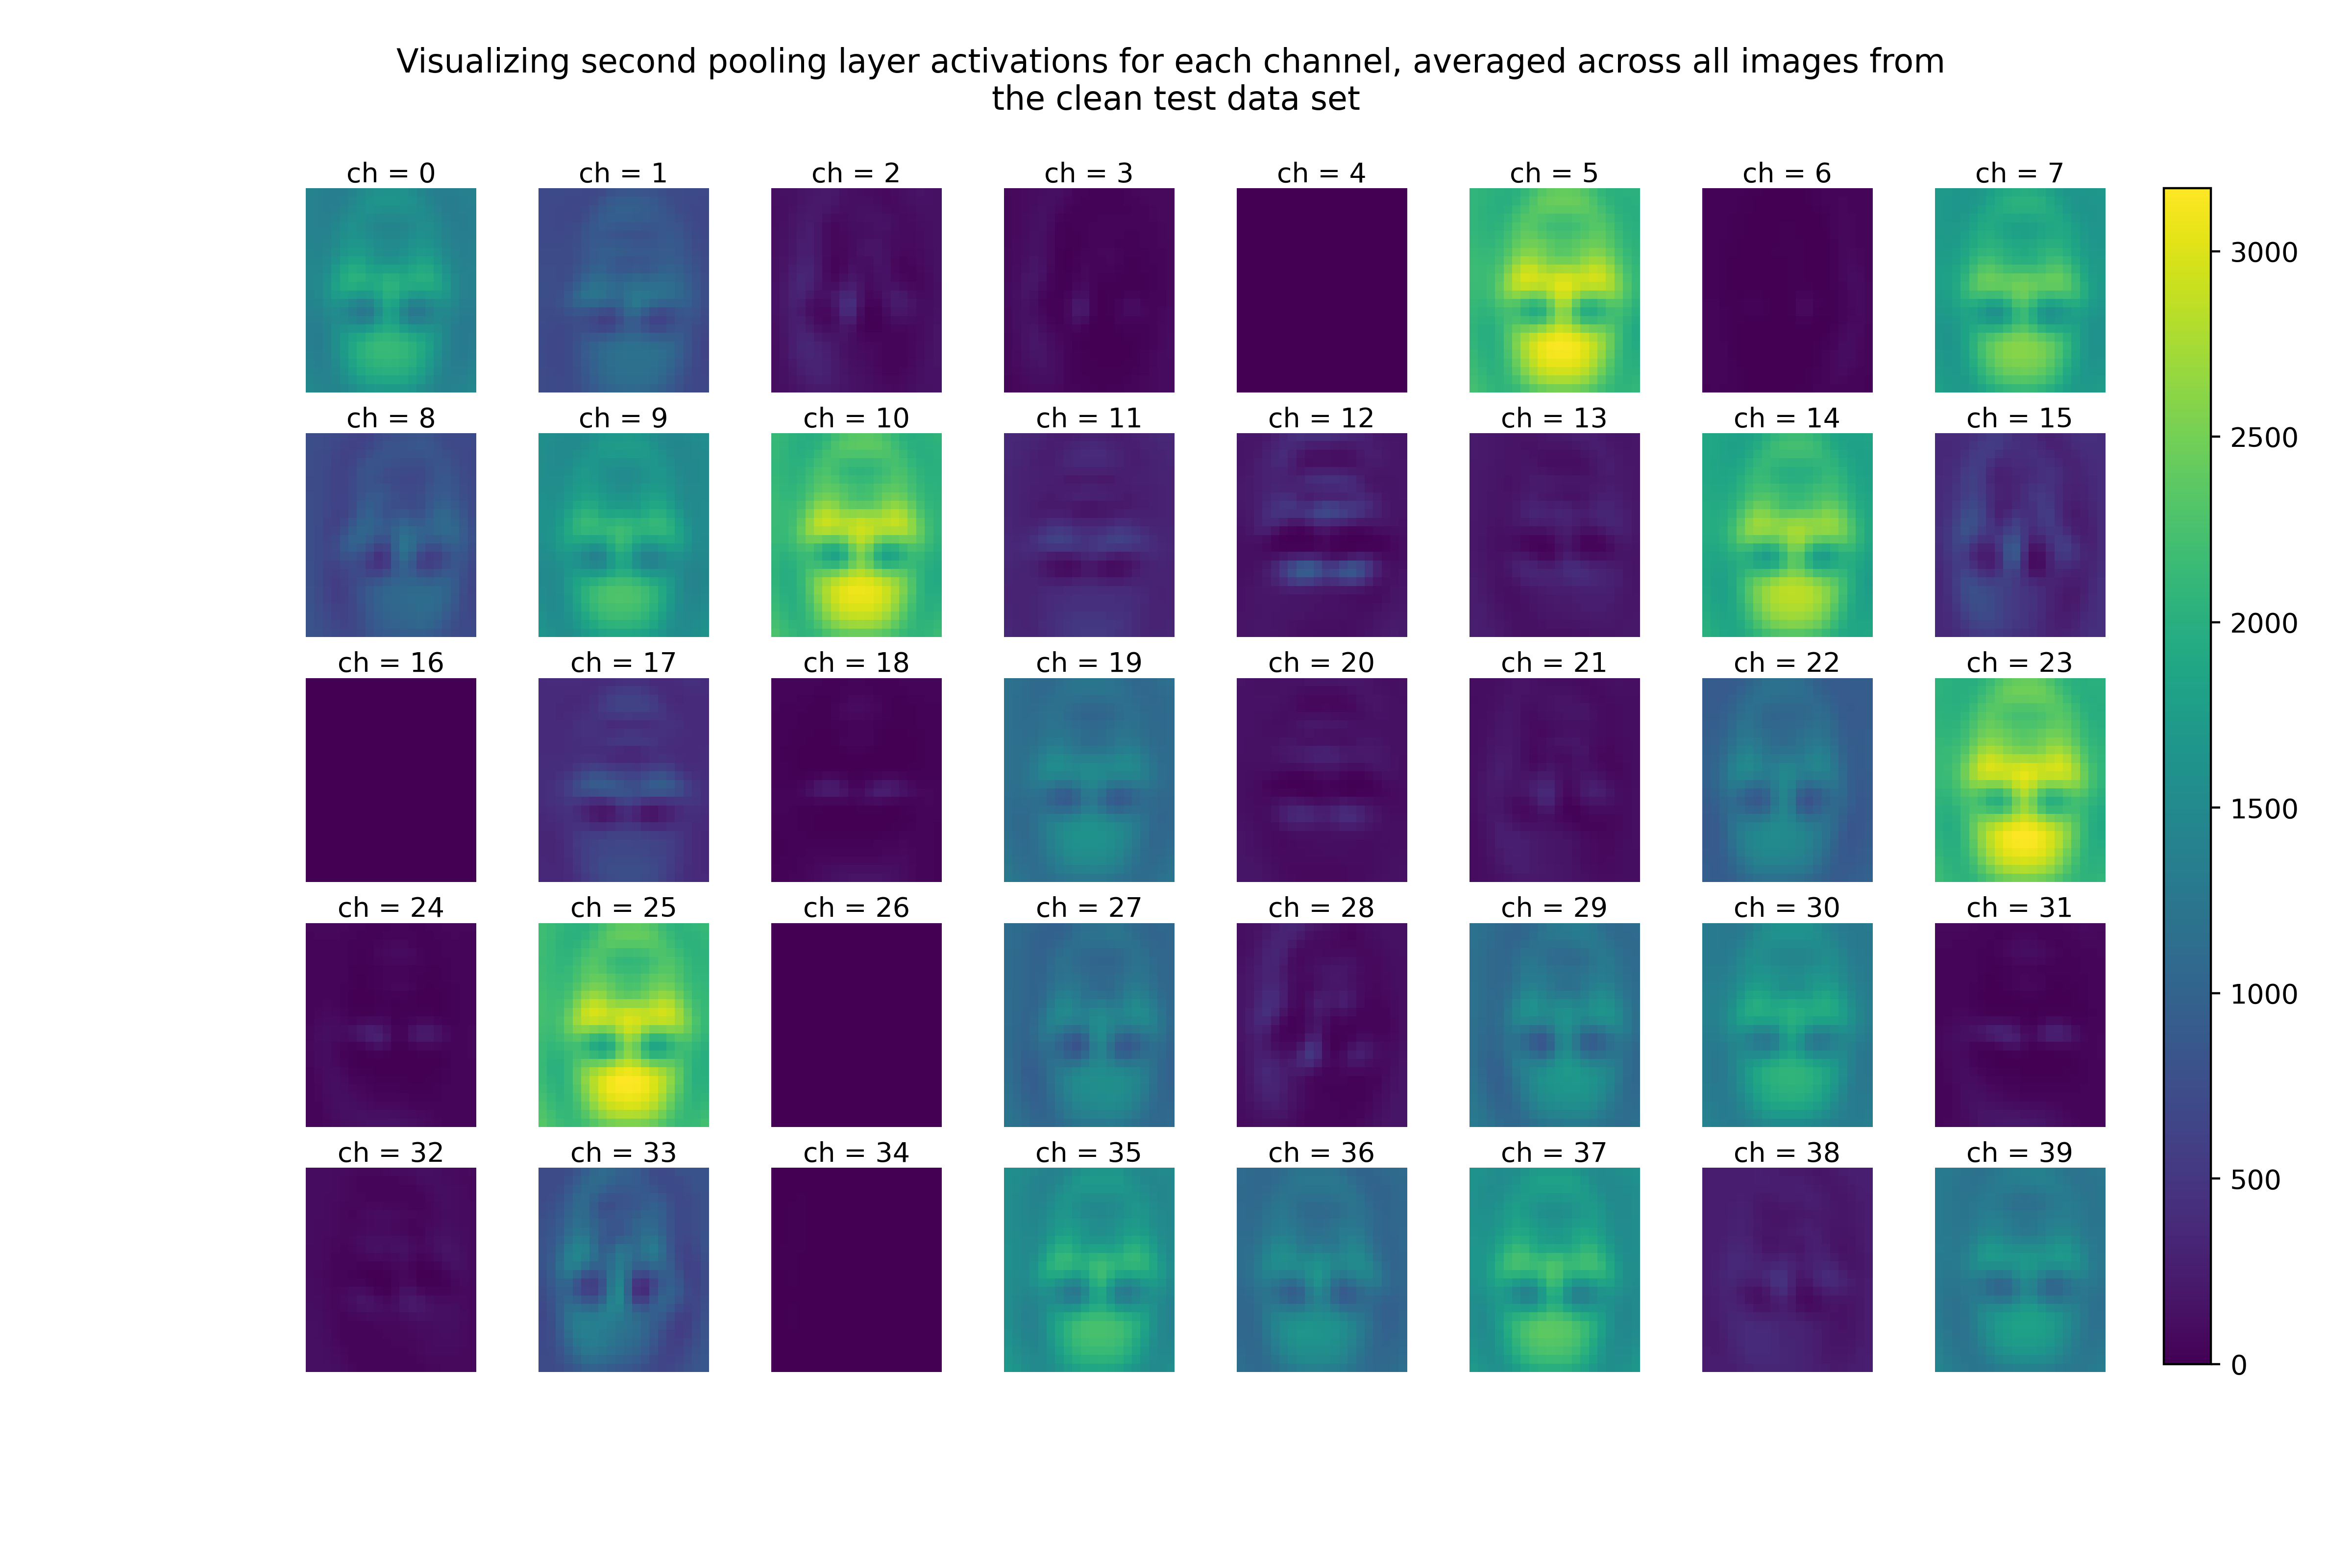 Visualizing second pooling layer activations for each channel, averaged across all images from
the clean test data set
ch = 0 ch = 1 ch = 2 ch = 3 ch = 4 ch = 5 ch = 6 ch = 7
ch = 8 ch = 9 ch = 10 ch = 11 ch = 12 ch = 13 ch = 14 ch = 15
ch = 16 ch = 17 ch = 18 ch = 19 ch = 20 ch = 21 ch = 22 ch = 23
ch = 24 ch = 25 ch = 26 ch = 27 ch = 28 ch = 29 ch = 30 ch = 31
ch = 32 ch = 33 ch = 34 ch = 35 ch = 36 ch = 37 ch = 38 ch = 39
3000
2500
2000
1500
1000
500
0